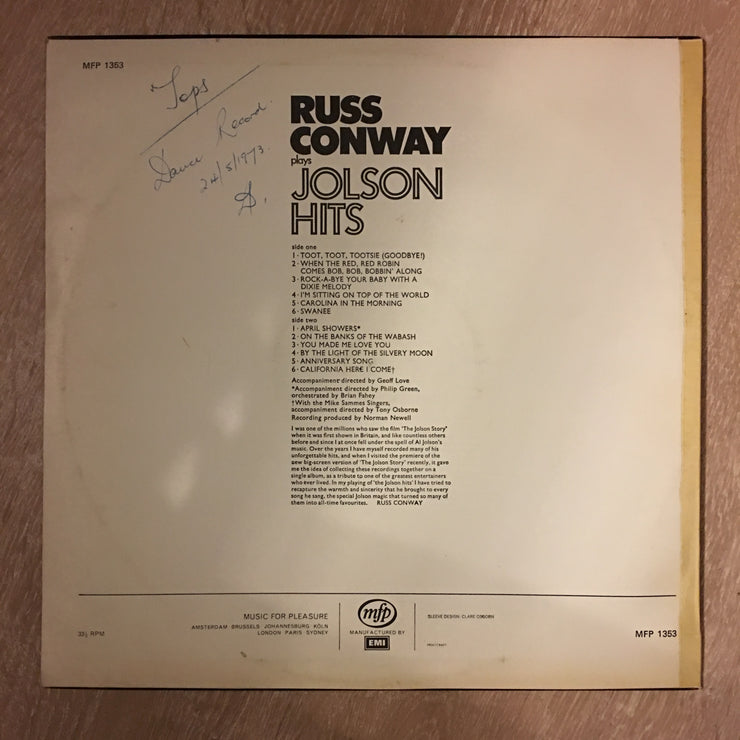 MFP 1353
Tops
Dance Record.
24/5/1973.
RUSS
CONWAY
plays
JOLSON
HITS
side one
1 · TOOT, TOOT, TOOTSIE (GOODBYE!)
2 · WHEN THE RED, RED ROBIN
COMES BOB, BOB, BOBBIN' ALONG
3 · ROCK-A-BYE YOUR BABY WITH A
DIXIE MELODY
4 · I'M SITTING ON TOP OF THE WORLD
5 · CAROLINA IN THE MORNING
6 · SWANEE
side two
1 · APRIL SHOWERS*
2 · ON THE BANKS OF THE WABASH
3 · YOU MADE ME LOVE YOU
4 · BY THE LIGHT OF THE SILVERY MOON
5 · ANNIVERSARY SONG
6 · CALIFORNIA HERE I COME†
Accompaniment directed by Geoff Love
*Accompaniment directed by Philip Green,
orchestrated by Brian Fahey
†With the Mike Sammes Singers,
accompaniment directed by Tony Osborne
Recording produced by Norman Newell
I was one of the millions who saw the film 'The Jolson Story'
when it was first shown in Britain, and like countless others
before and since I at once fell under the spell of Al Jolson's
music. Over the years I have myself recorded many of his
unforgettable hits, and when I visited the premiere of the
new big-screen version of 'The Jolson Story' recently, it gave
me the idea of collecting these recordings together on a
single album, as a tribute to one of the greatest entertainers
who ever lived. In my playing of 'the Jolson hits' I have tried to
recapture the warmth and sincerity that he brought to every
song he sang, the special Jolson magic that turned so many of
them into all-time favourites. RUSS CONWAY
MUSIC FOR PLEASURE
AMSTERDAM BRUSSELS JOHANNESBURG KÖLN
LONDON PARIS SYDNEY
33⅓ RPM
mfp
MANUFACTURED BY
EMI
SLEEVE DESIGN: CLARE OSBORN
MFP 1353